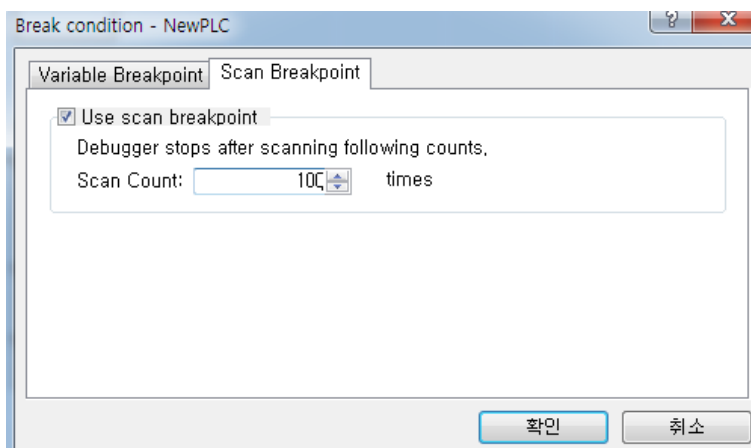 Break condition - NewPLC
Variable Breakpoint Scan Breakpoint
Use scan breakpoint
Debugger stops after scanning following counts,
Scan Count: 100 times
확인 취소